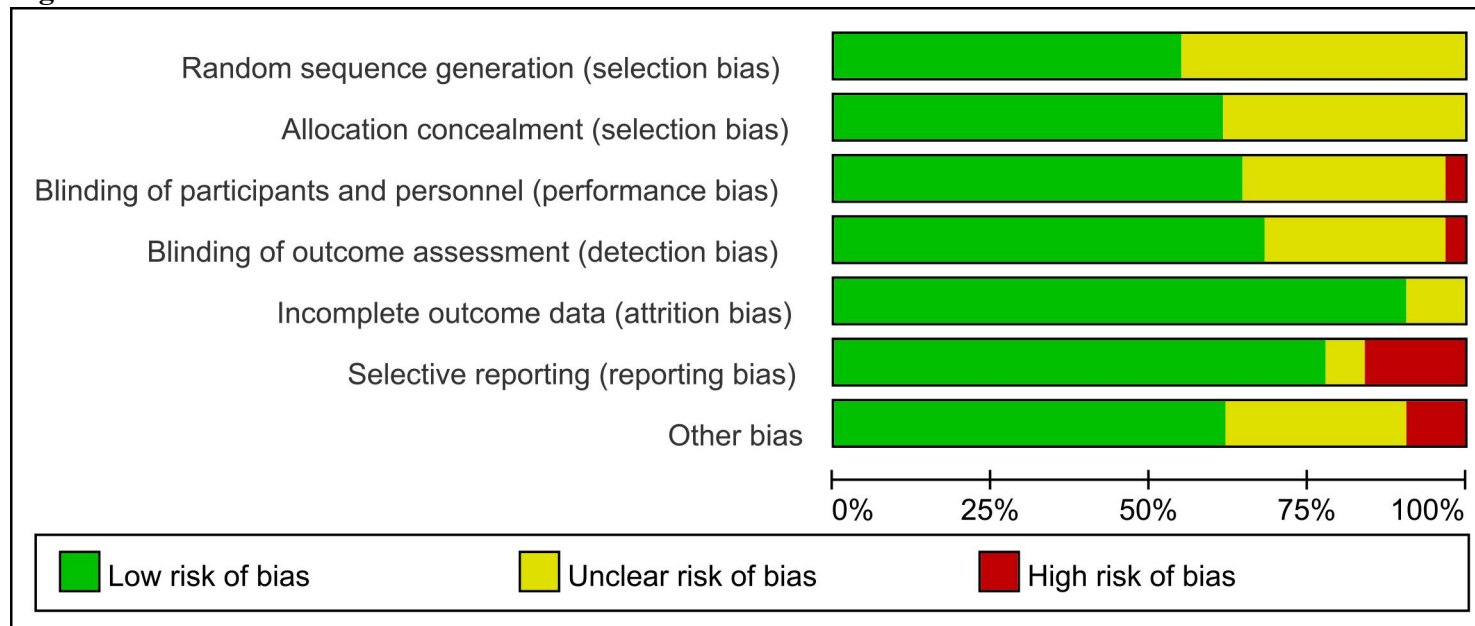 Random sequence generation (selection bias)
Allocation concealment (selection bias)
Blinding of participants and personnel (performance bias)
Blinding of outcome assessment (detection bias)
Incomplete outcome data (attrition bias)
Selective reporting (reporting bias)
Other bias
0% 25% 50% 75% 100%
Low risk of bias Unclear risk of bias High risk of bias